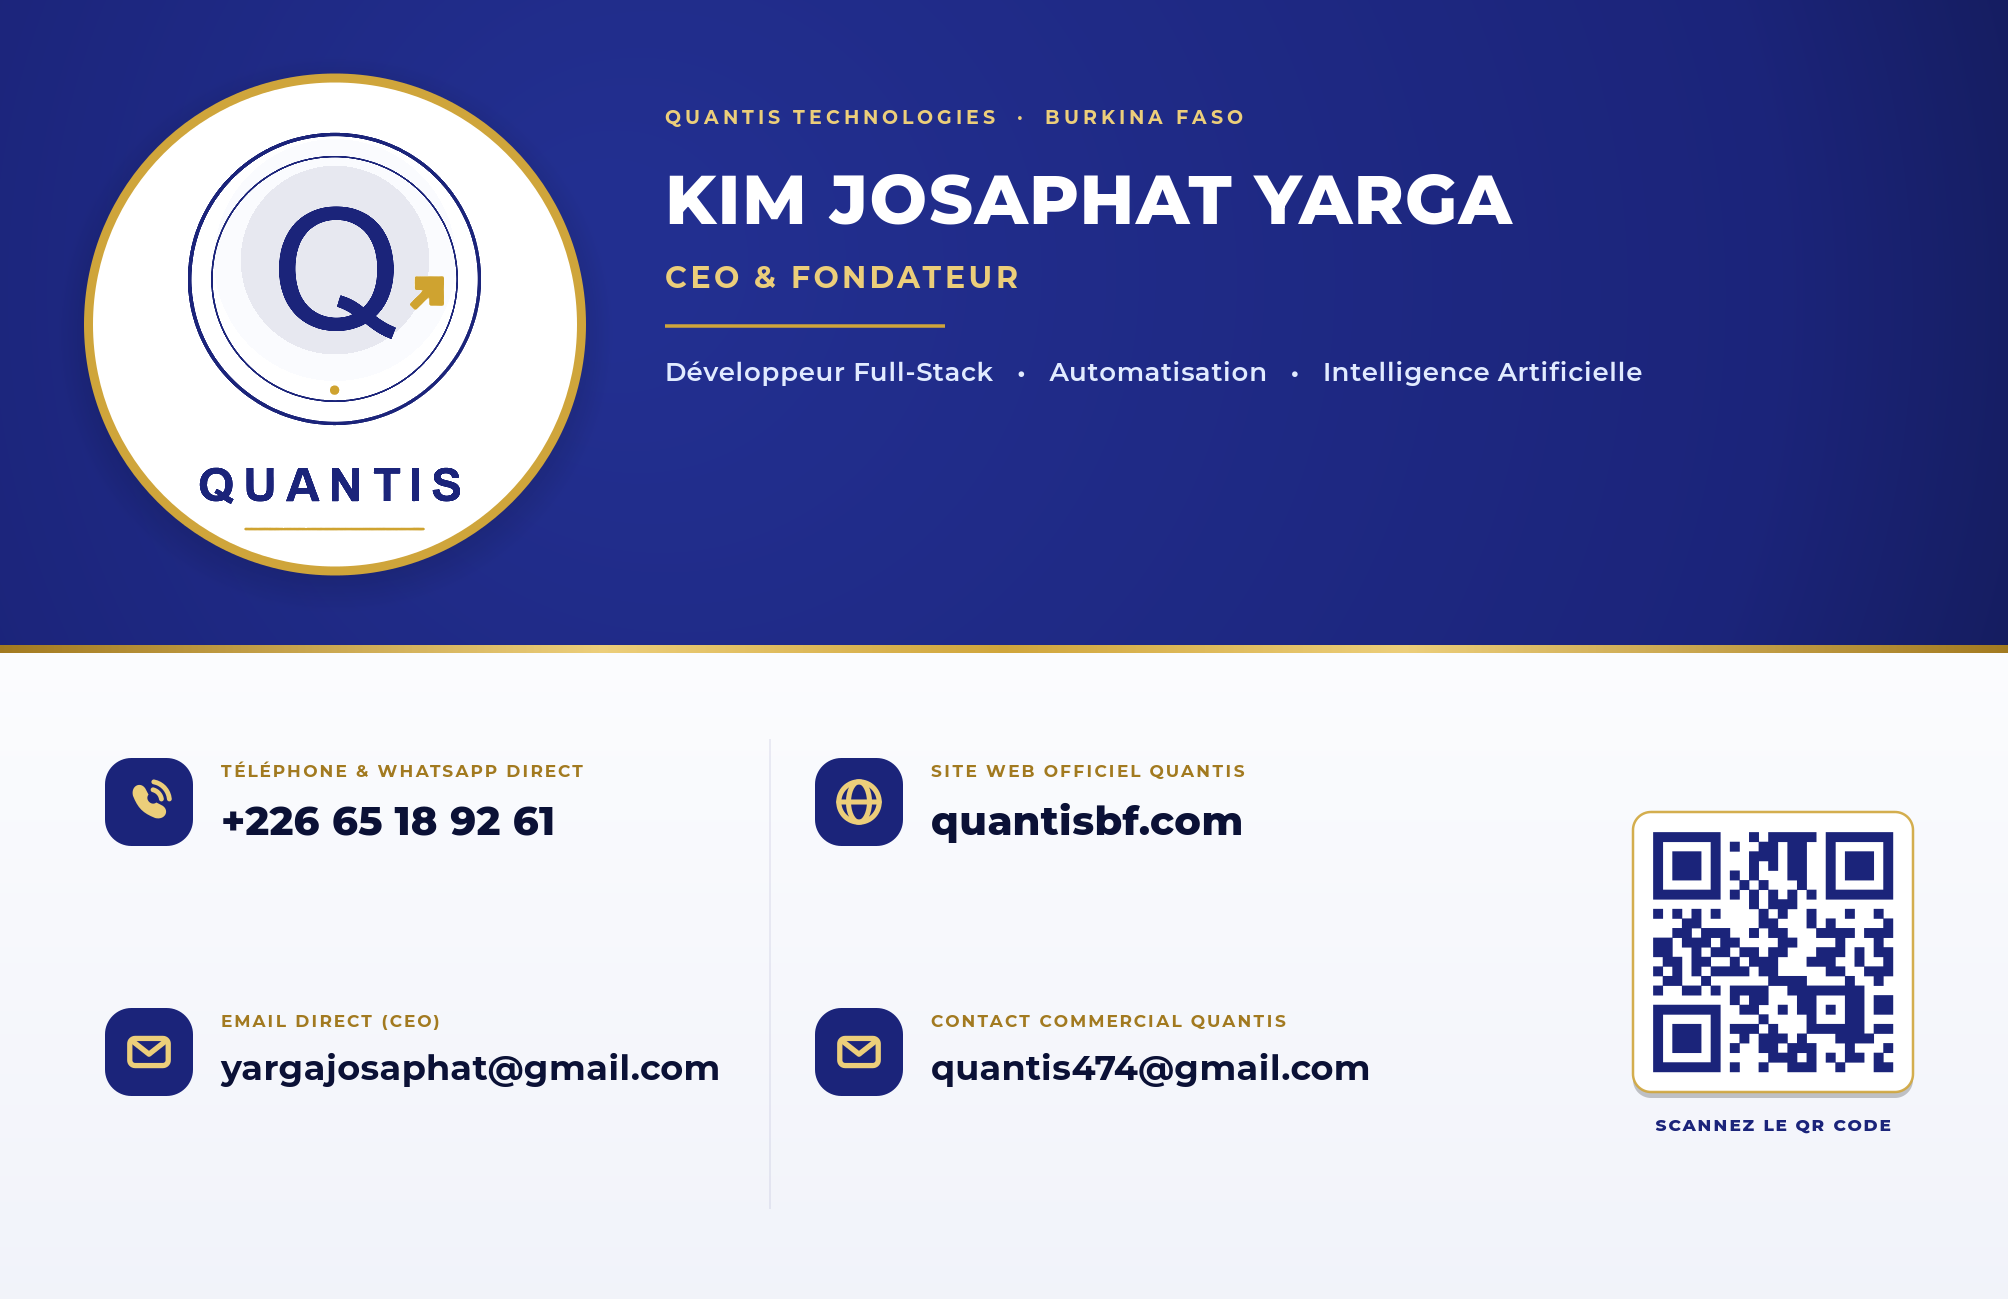 Q
QUANTIS
QUANTIS TECHNOLOGIES • BURKINA FASO
KIM JOSAPHAT YARGA
CEO & FONDATEUR
Développeur Full-Stack • Automatisation • Intelligence Artificielle
TÉLÉPHONE & WHATSAPP DIRECT
+226 65 18 92 61
SITE WEB OFFICIEL QUANTIS
quantisbf.com
EMAIL DIRECT (CEO)
yargajosaphat@gmail.com
CONTACT COMMERCIAL QUANTIS
quantis474@gmail.com
SCANNEZ LE QR CODE